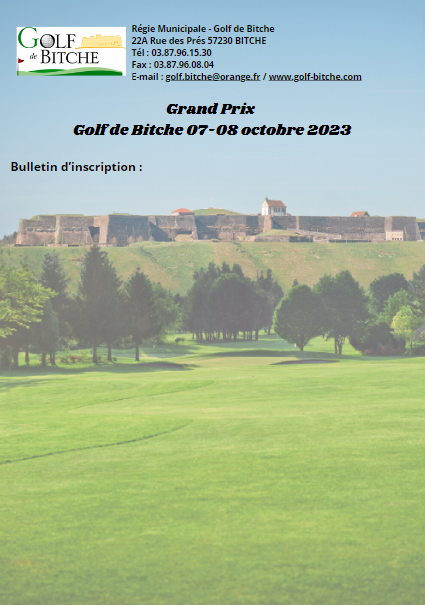 GOLF
de BITCHE
Régie Municipale - Golf de Bitche
22A Rue des Prés 57230 BITCHE
Tél : 03.87.96.15.30
Fax : 03.87.96.08.04
E-mail : golf.bitche@orange.fr / www.golf-bitche.com
Grand Prix
Golf de Bitche 07-08 octobre 2023
Bulletin d’inscription :